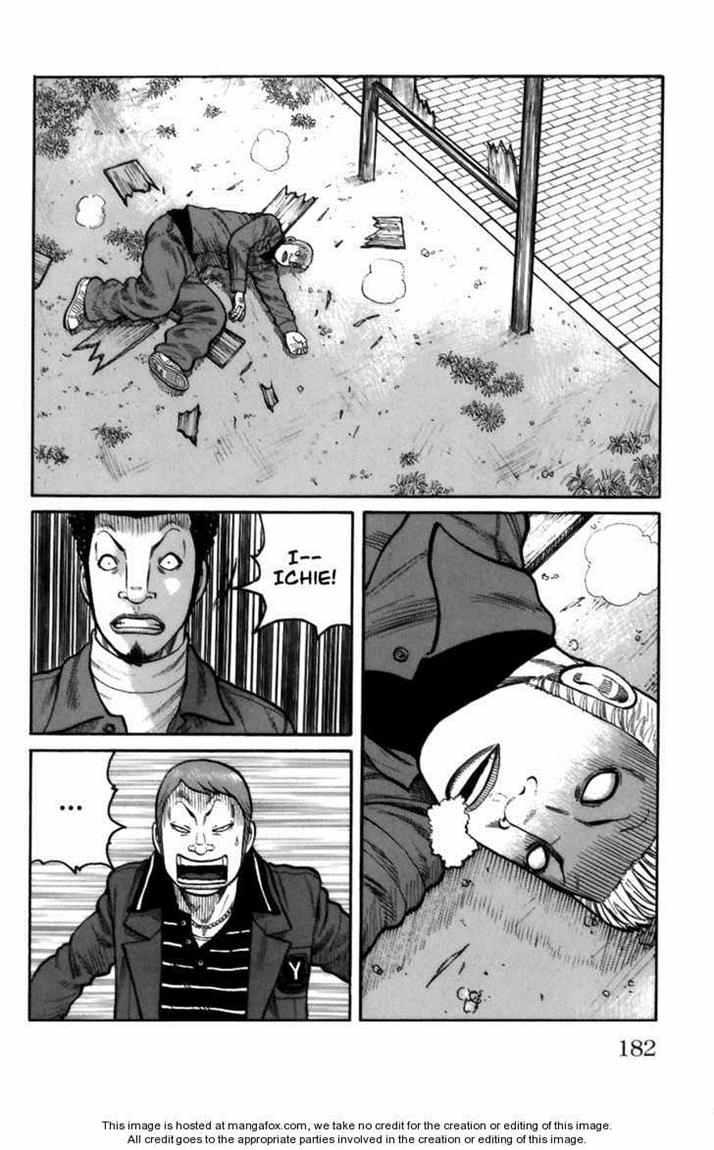 I--
ICHIE!
...
Y
182
This image is hosted at mangafox.com, we take no credit for the creation or editing of this image.
All credit goes to the appropriate parties involved in the creation or editing of this image.